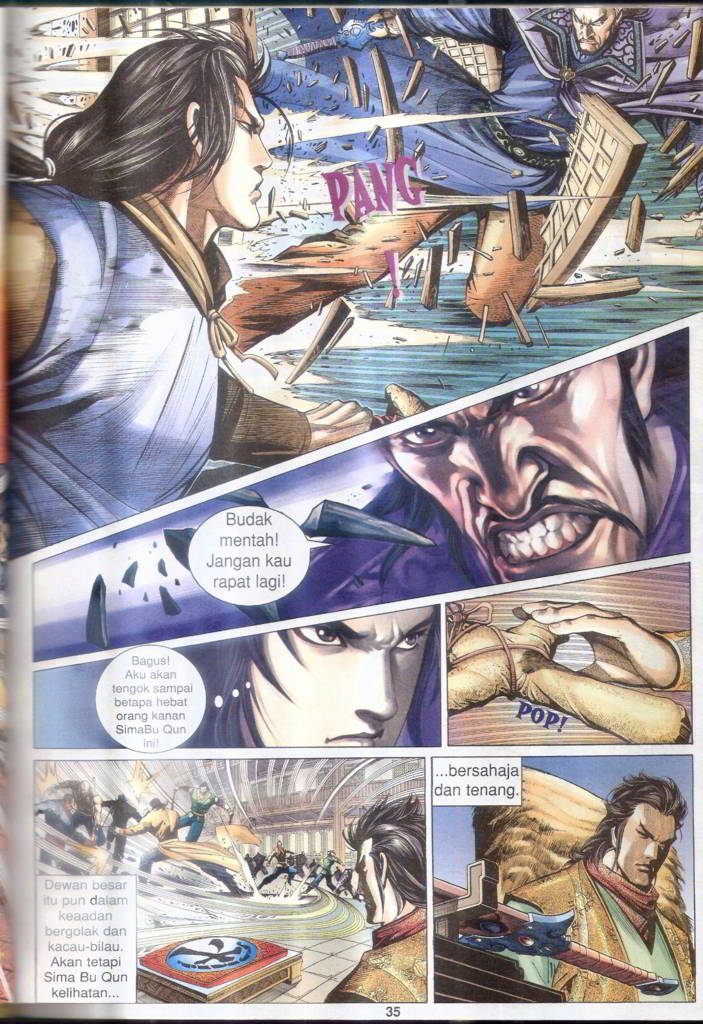 PANG
!
Budak
mentah!
Jangan kau
rapat lagi!
Bagus!
Aku akan
tengok sampai
betapa hebat
orang kanan
SimaBu Qun
ini!
...
POP!
Dewan besar
itu pun dalam
keaadan
bergolak dan
kacau-bilau.
Akan tetapi
Sima Bu Qun
kelihatan...
...bersahaja
dan tenang.
35